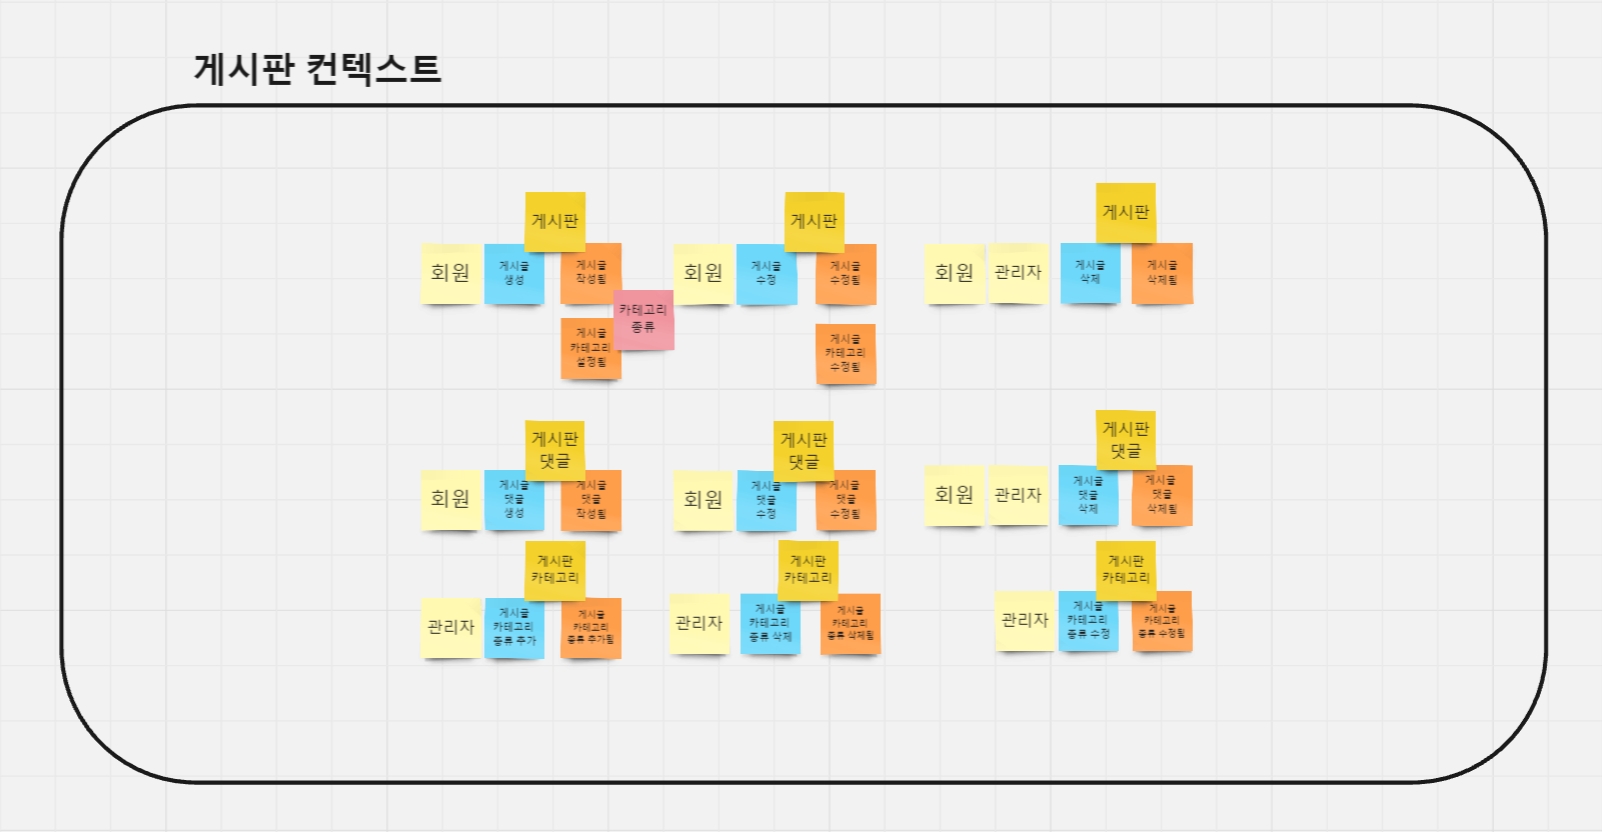 게시판 컨텍스트
게시판
회원
게시글
생성
게시글
작성됨
카테고리
종류
게시글
카테고리
설정됨
게시판
회원
게시글
수정
게시글
수정됨
게시글
카테고리
수정됨
게시판
회원
관리자
게시글
삭제
게시글
삭제됨
게시판
댓글
회원
게시글
댓글
생성
게시글
댓글
작성됨
게시판
댓글
회원
게시글
댓글
수정
게시글
댓글
수정됨
게시판
댓글
회원
관리자
게시글
댓글
삭제
게시글
댓글
삭제됨
게시판
카테고리
관리자
게시글
카테고리
종류 추가
게시글
카테고리
종류 추가됨
게시판
카테고리
관리자
게시글
카테고리
종류 삭제
게시글
카테고리
종류 삭제됨
게시판
카테고리
관리자
게시글
카테고리
종류 수정
게시글
카테고리
종류 수정됨